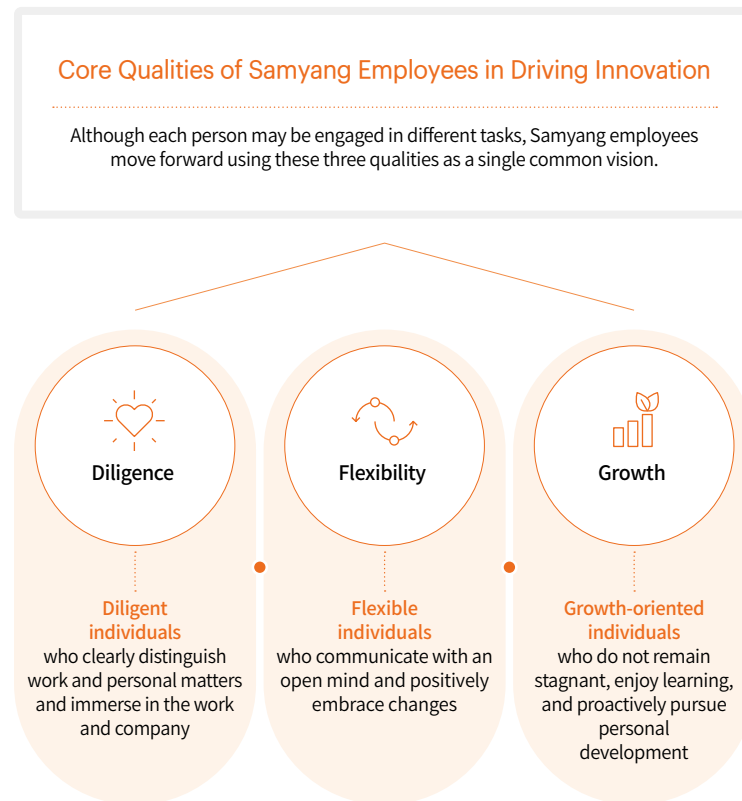 Core Qualities of Samyang Employees in Driving Innovation
Although each person may be engaged in different tasks, Samyang employees
move forward using these three qualities as a single common vision.
Diligence
Flexibility
Growth
Diligent
individuals
who clearly distinguish
work and personal matters
and immerse in the work
and company
Flexible
individuals
who communicate with an
open mind and positively
embrace changes
Growth-oriented
individuals
who do not remain
stagnant, enjoy learning,
and proactively pursue
personal
development